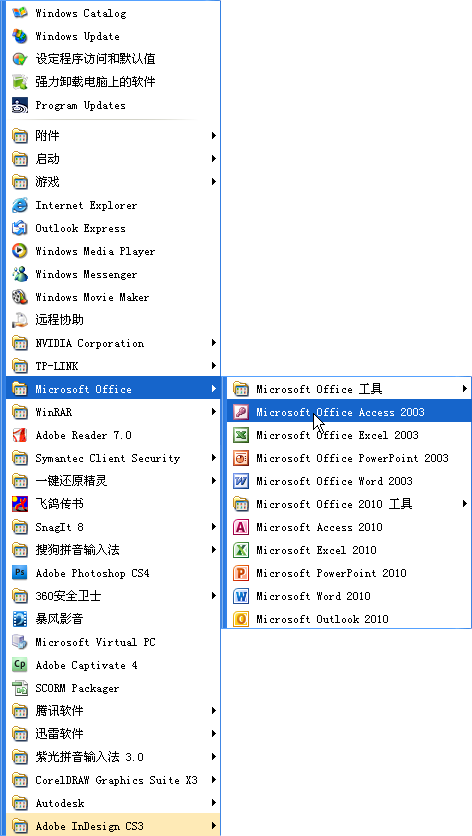 Windows Catalog
Windows Update
设定程序访问和默认值
强力卸载电脑上的软件
Program Updates
附件
启动
游戏
Internet Explorer
Outlook Express
Windows Media Player
Windows Messenger
Windows Movie Maker
远程协助
NVIDIA Corporation
TP-LINK
Microsoft Office
WinRAR
Adobe Reader 7.0
Symantec Client Security
一键还原精灵
飞鸽传书
SnagIt 8
搜狗拼音输入法
Adobe Photoshop CS4
360安全卫士
暴风影音
Microsoft Virtual PC
Adobe Captivate 4
SCORM Packager
腾讯软件
迅雷软件
紫光拼音输入法 3.0
CorelDRAW Graphics Suite X3
Autodesk
Adobe InDesign CS3
Microsoft Office 工具
Microsoft Office Access 2003
Microsoft Office Excel 2003
Microsoft Office PowerPoint 2003
Microsoft Office Word 2003
Microsoft Office 2010 工具
Microsoft Access 2010
Microsoft Excel 2010
Microsoft PowerPoint 2010
Microsoft Word 2010
Microsoft Outlook 2010